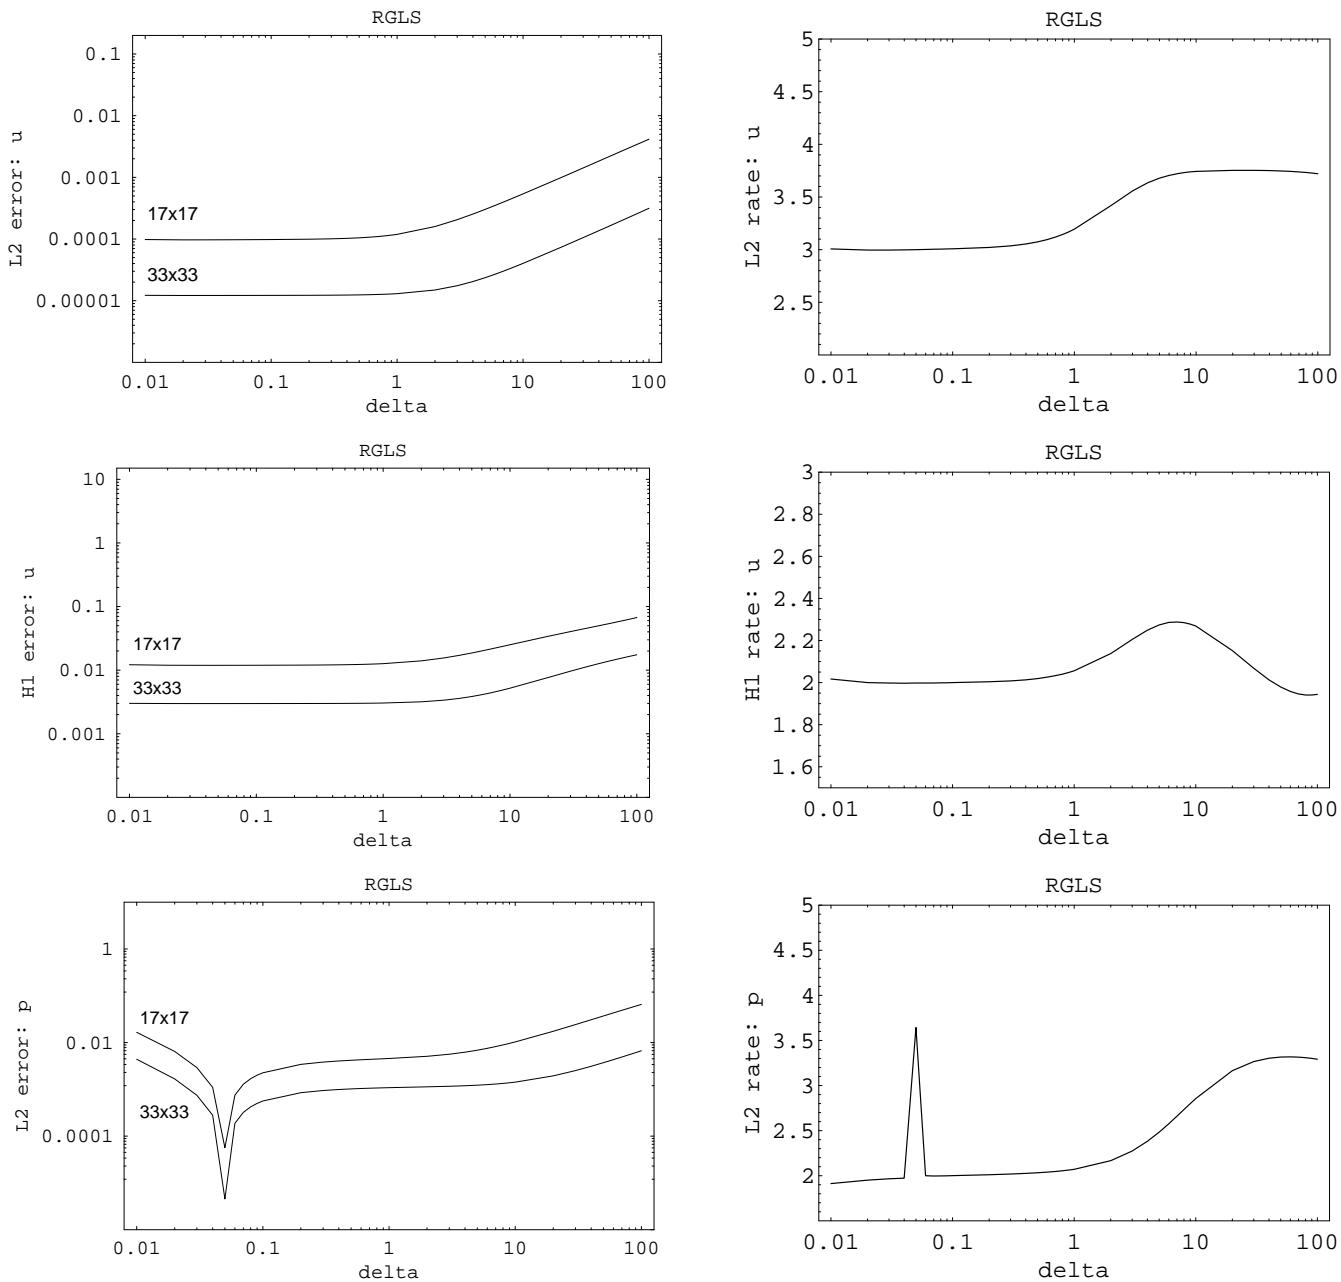 RGLS
0.1
0.01
0.001
0.0001
0.00001
L2 error: u
17x17
33x33
0.01 0.1 1 10 100
delta
RGLS
5
4.5
4
3.5
3
2.5
L2 rate: u
0.01 0.1 1 10 100
delta
RGLS
10
1
0.1
0.01
0.001
H1 error: u
17x17
33x33
0.01 0.1 1 10 100
delta
RGLS
3
2.8
2.6
2.4
2.2
2
1.8
1.6
H1 rate: u
0.01 0.1 1 10 100
delta
RGLS
1
0.01
0.0001
L2 error: p
17x17
33x33
0.01 0.1 1 10 100
delta
RGLS
5
4.5
4
3.5
3
2.5
2
L2 rate: p
0.01 0.1 1 10 100
delta